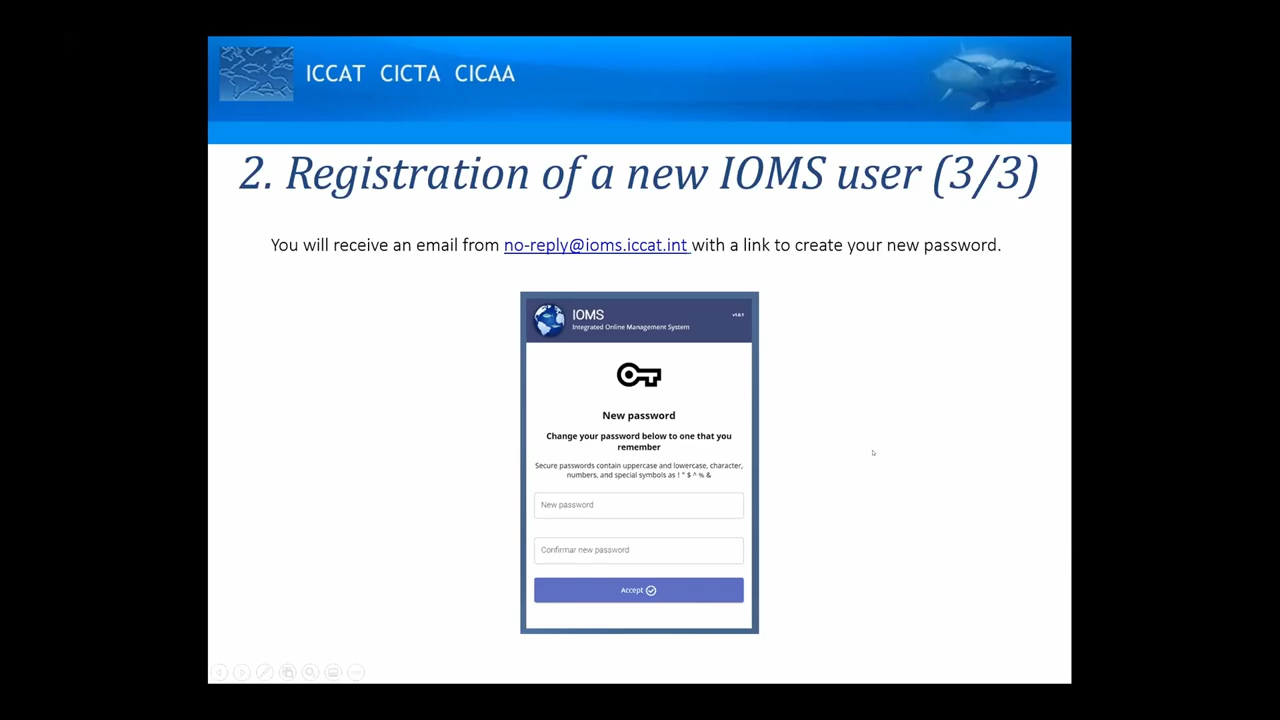 ICCAT CICTA CICAA
2. Registration of a new IOMS user (3/3)
You will receive an email from no-reply@ioms.iccat.int with a link to create your new password.
IOMS
v1.6.1
Integrated Online Management System
New password
Change your password below to one that you
remember
Secure passwords contain uppercase and lowercase, character,
numbers, and special symbols as ! " $ ^ % &
New password
Confirmar new password
Accept